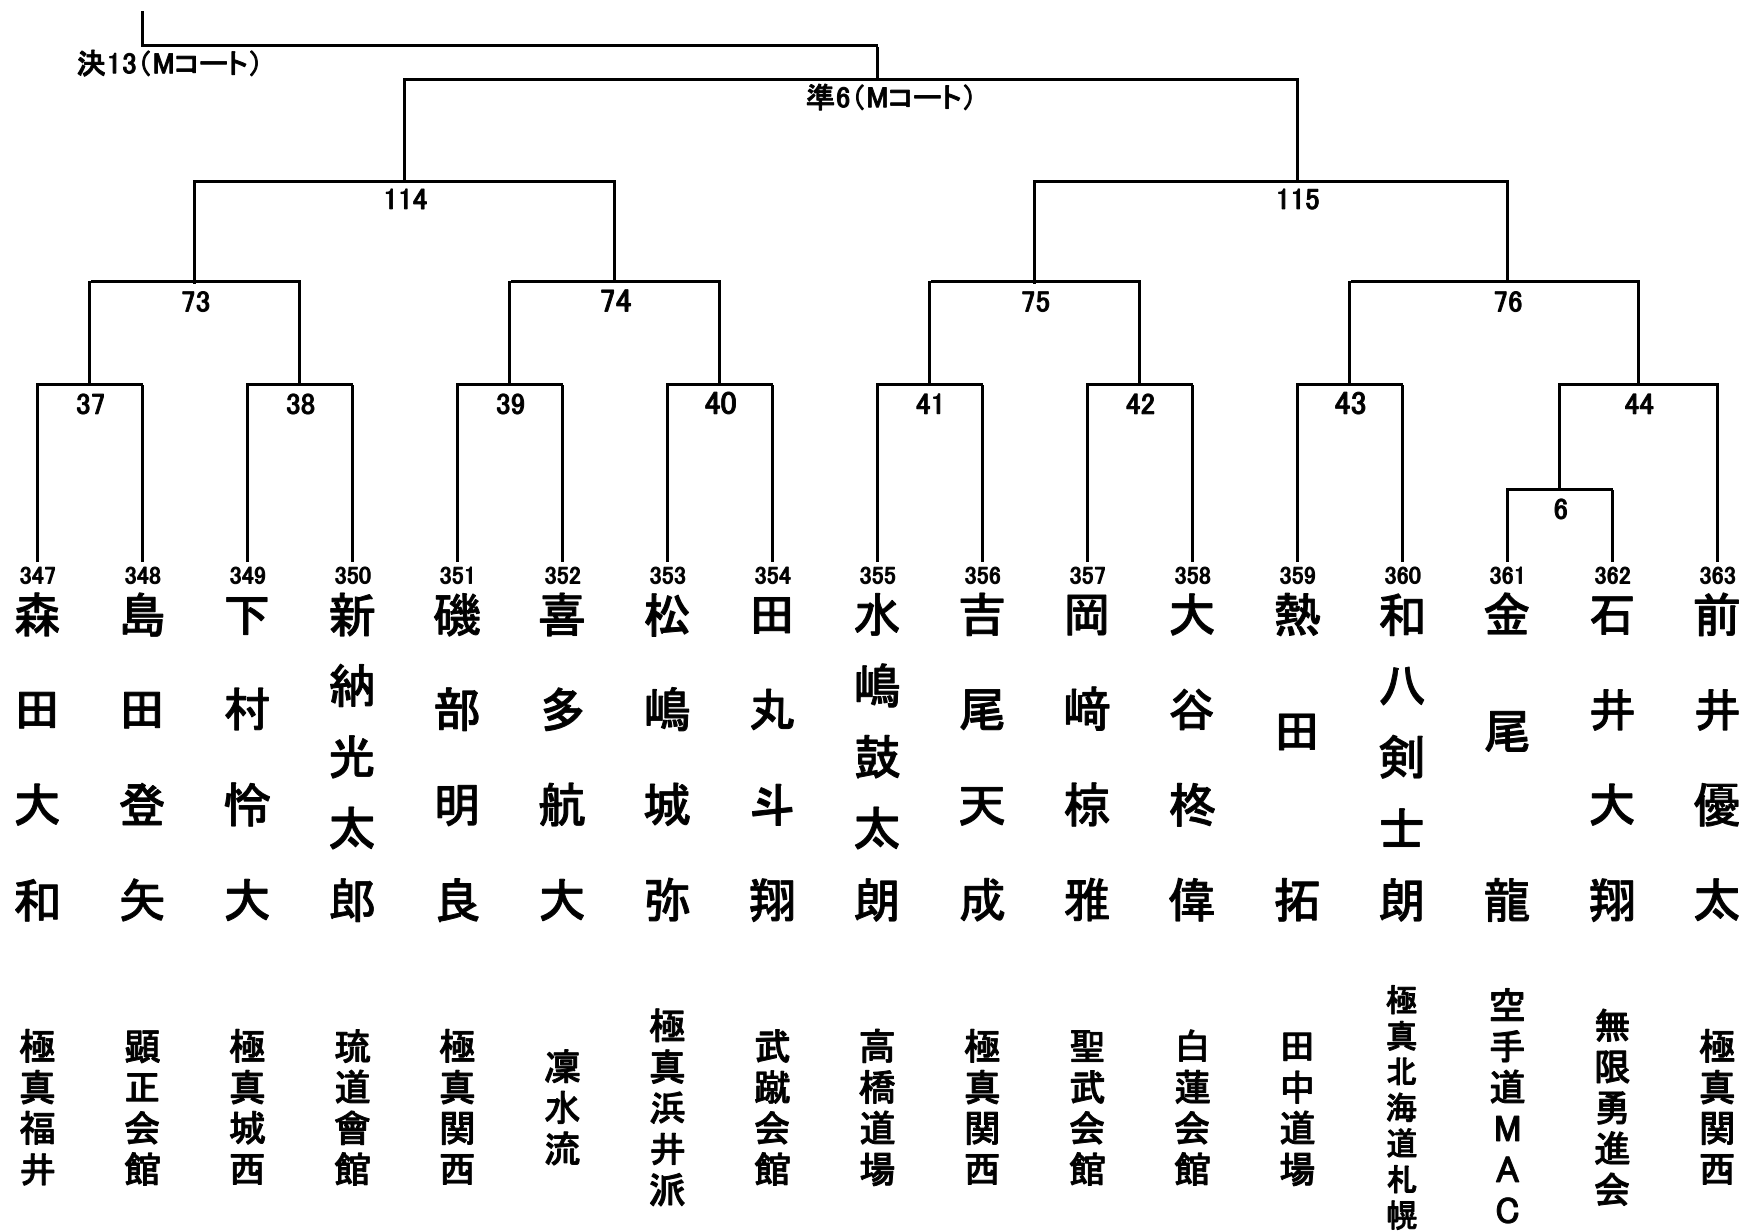 決13(Mコート)
準6(Mコート)
114
115
73
74
75
76
37
38
39
40
41
42
43
44
6
347
森田大和
極真福井
348
島田登矢
顕正会館
349
下村怜大
極真城西
350
新納光太郎
琉道會館
351
磯部明良
極真関西
352
喜多航大
凜水流
353
松嶋城弥
極真浜井派
354
田丸斗翔
武蹴会館
355
水嶋鼓太朗
高橋道場
356
吉尾天成
極真関西
357
岡﨑椋雅
聖武会館
358
大谷柊偉
白蓮会館
359
熱田拓
田中道場
360
和八剣士朗
極真北海道札幌
361
金尾龍
空手道MAC
362
石井大翔
無限勇進会
363
前井優太
極真関西